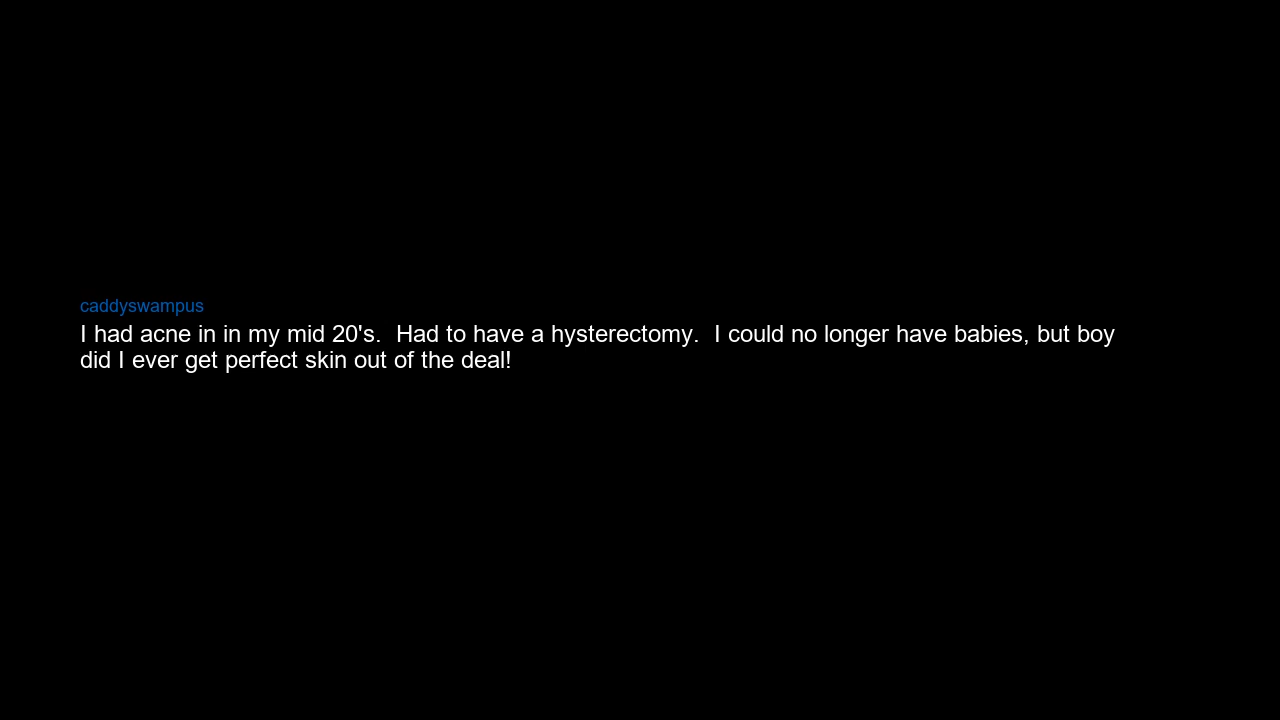 caddyswampus
I had acne in in my mid 20's.  Had to have a hysterectomy.  I could no longer have babies, but boy
did I ever get perfect skin out of the deal!